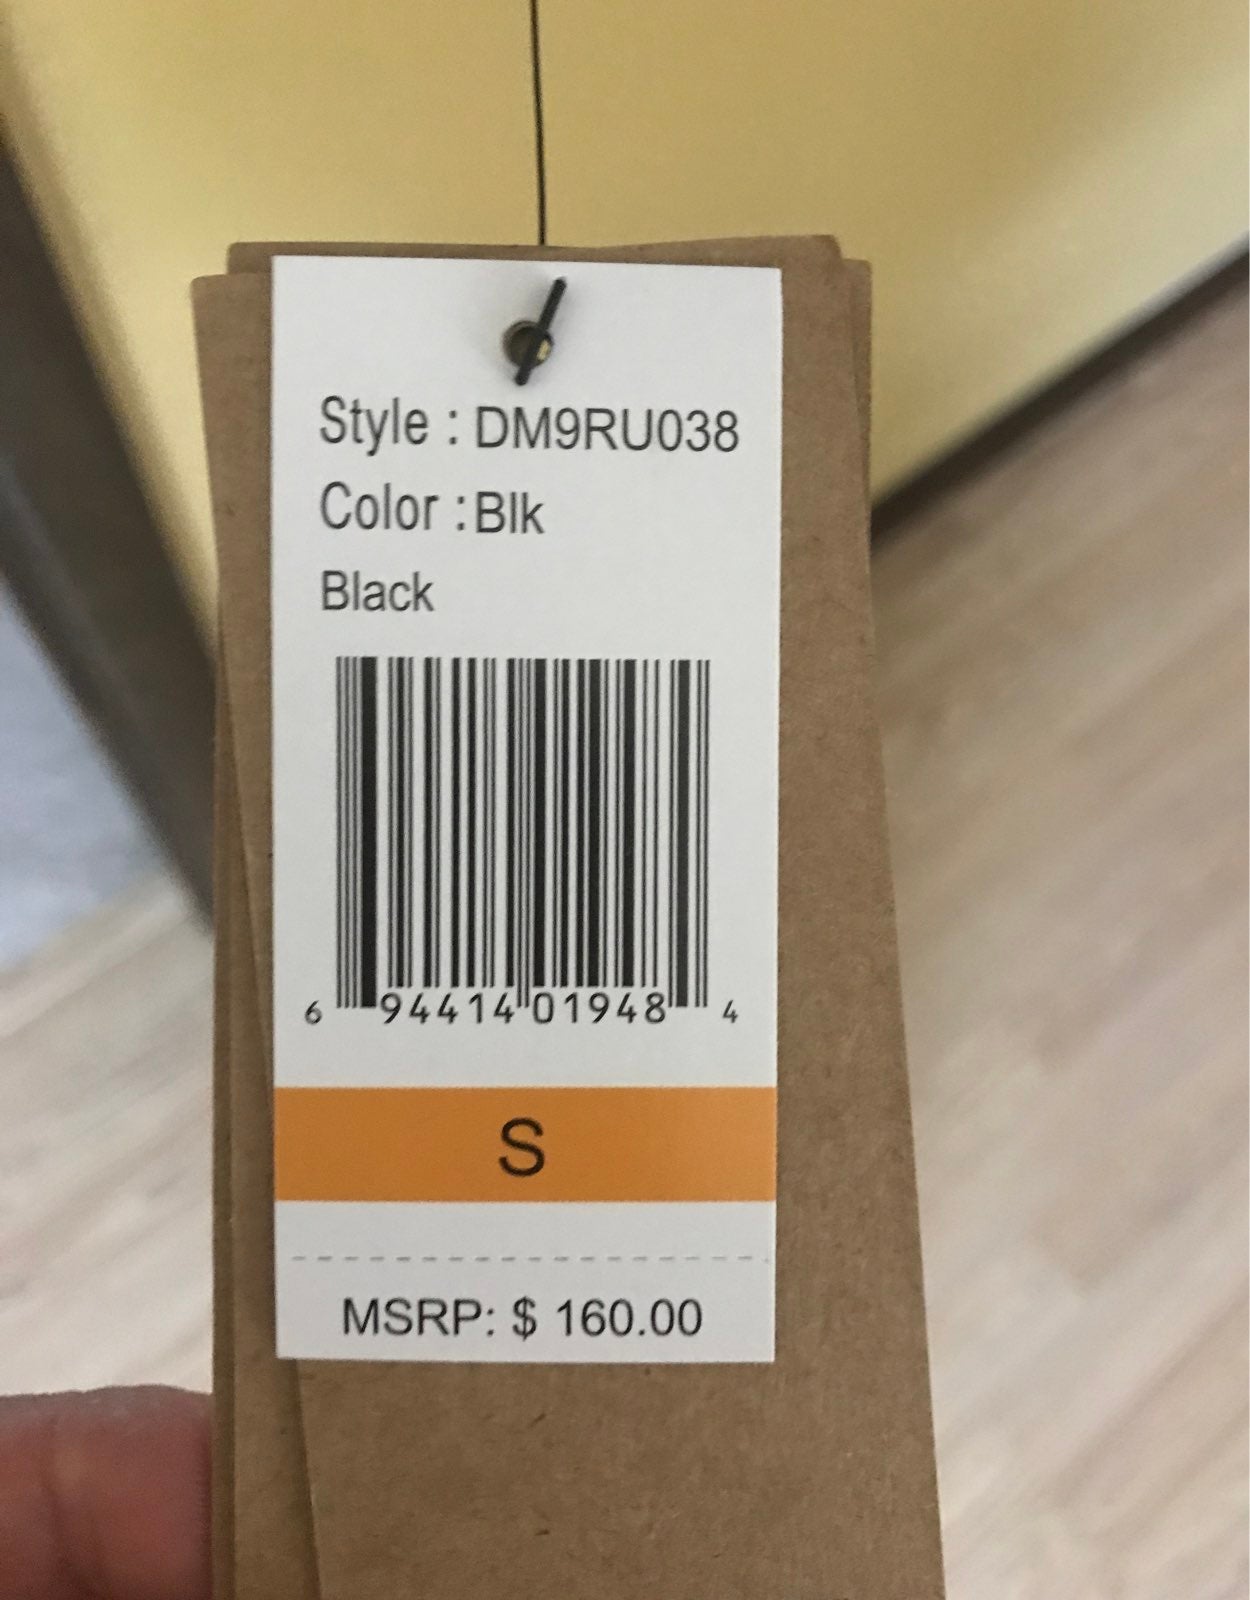 Style : DM9RU038
Color : Blk
Black
6 94414 01948 4
S
MSRP: $ 160.00